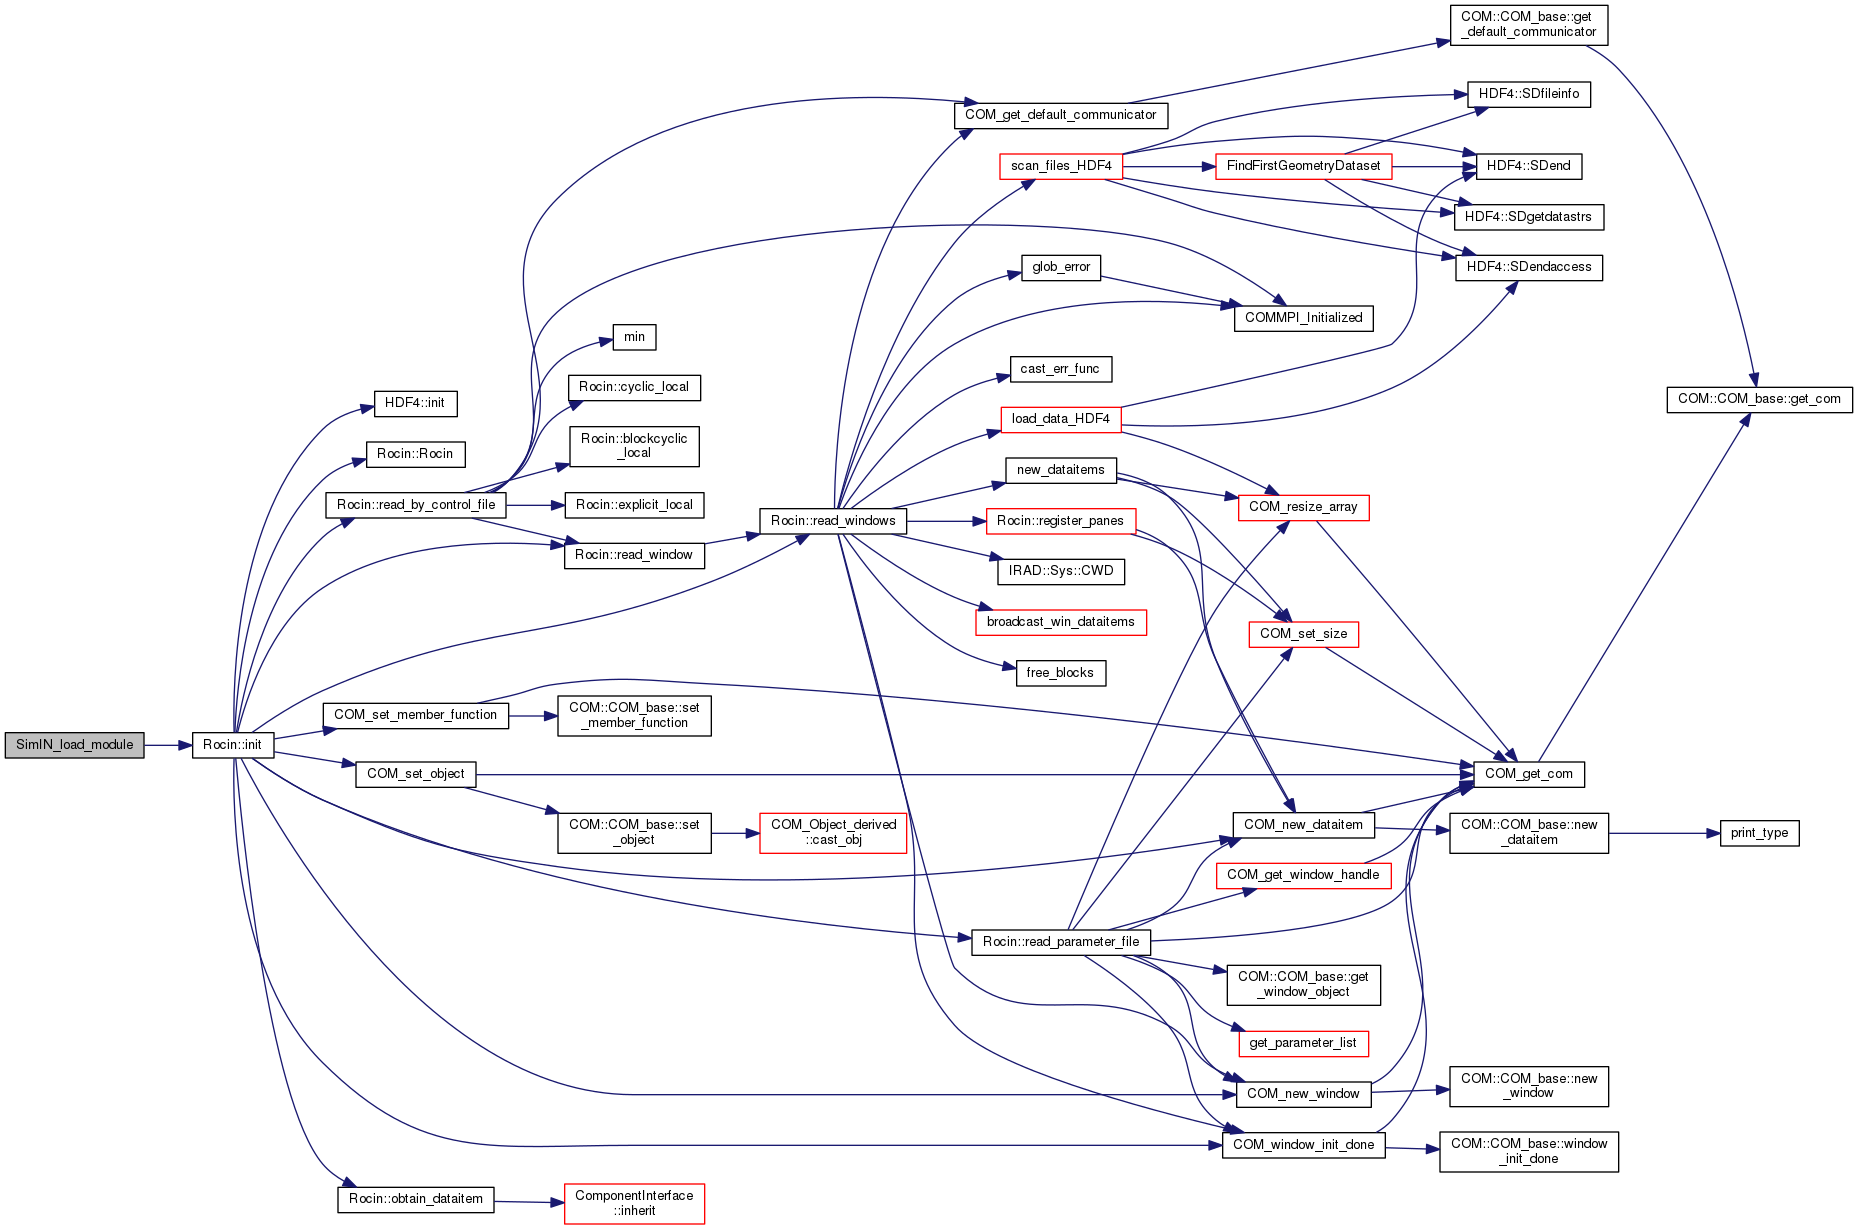 COM::COM_base::get
_default_communicator
HDF4::SDfileinfo
COM_get_default_communicator
scan_files_HDF4
FindFirstGeometryDataset
HDF4::SDend
HDF4::SDgetdatastrs
glob_error
HDF4::SDendaccess
COMMPI_Initialized
min
cast_err_func
Rocin::cyclic_local
HDF4::init
COM::COM_base::get_com
load_data_HDF4
Rocin::blockcyclic
_local
Rocin::Rocin
new_dataitems
Rocin::read_by_control_file
Rocin::explicit_local
COM_resize_array
Rocin::read_windows
Rocin::register_panes
Rocin::read_window
IRAD::Sys::CWD
broadcast_win_dataitems
COM_set_size
free_blocks
COM_set_member_function
COM::COM_base::set
_member_function
SimIN_load_module
Rocin::init
COM_set_object
COM_get_com
COM::COM_base::set
_object
COM_Object_derived
::cast_obj
COM_new_dataitem
COM::COM_base::new
_dataitem
print_type
COM_get_window_handle
Rocin::read_parameter_file
COM::COM_base::get
_window_object
get_parameter_list
COM_new_window
COM::COM_base::new
_window
COM_window_init_done
COM::COM_base::window
_init_done
Rocin::obtain_dataitem
ComponentInterface
::inherit